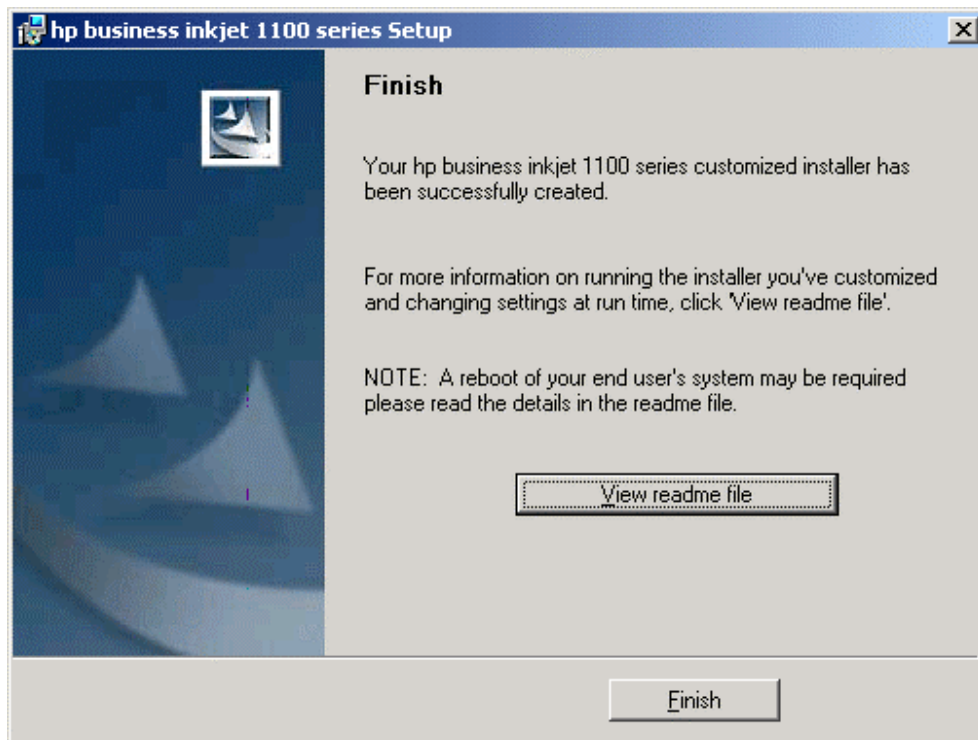 hp business inkjet 1100 series Setup
Finish
Your hp business inkjet 1100 series customized installer has
been successfully created.
For more information on running the installer you've customized
and changing settings at run time, click 'View readme file'.
NOTE:  A reboot of your end user's system may be required
please read the details in the readme file.
View readme file
Finish